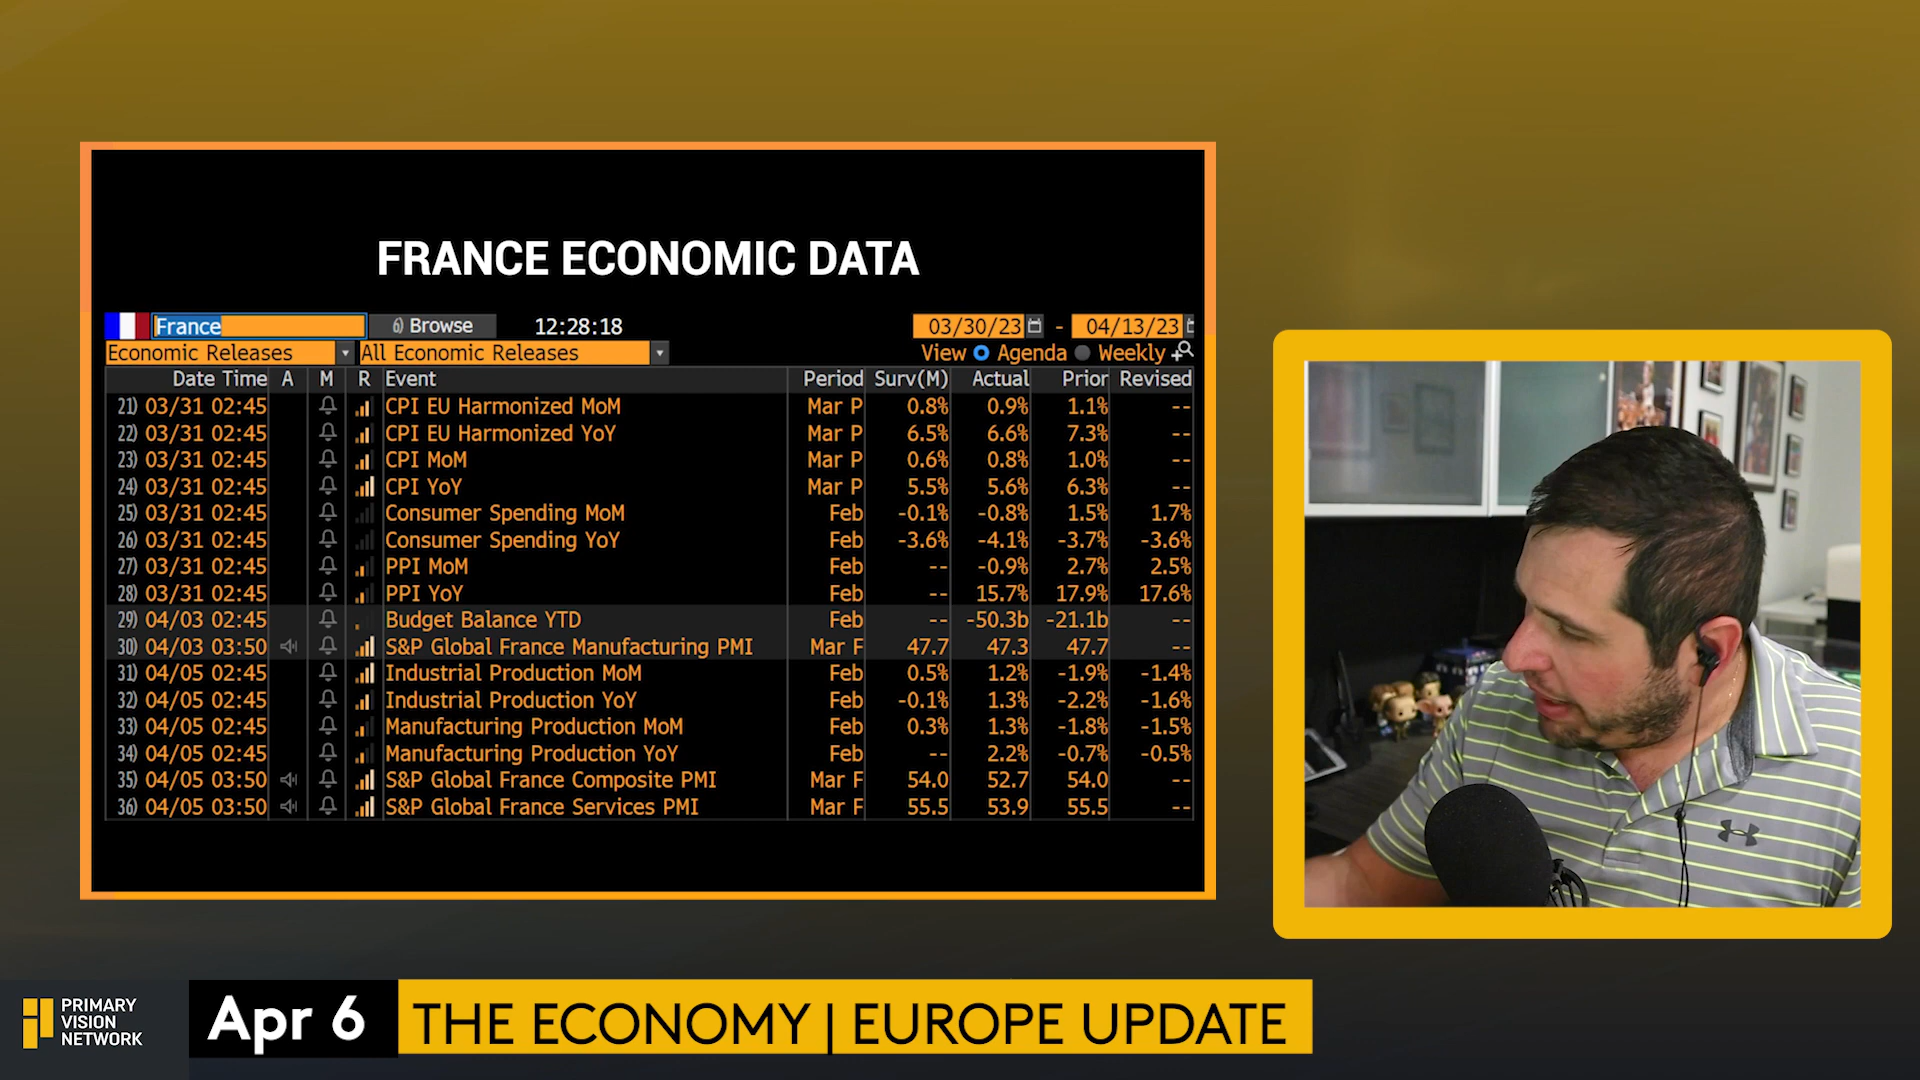 FRANCE ECONOMIC DATA
France 6) Browse 12:28:18 03/30/23 - 04/13/23
Economic Releases All Economic Releases View Agenda Weekly
Date Time A M R Event Period Surv(M) Actual Prior Revised
21) 03/31 02:45 CPI EU Harmonized MoM Mar P 0.8% 0.9% 1.1% --
22) 03/31 02:45 CPI EU Harmonized YoY Mar P 6.5% 6.6% 7.3% --
23) 03/31 02:45 CPI MoM Mar P 0.6% 0.8% 1.0% --
24) 03/31 02:45 CPI YoY Mar P 5.5% 5.6% 6.3% --
25) 03/31 02:45 Consumer Spending MoM Feb -0.1% -0.8% 1.5% 1.7%
26) 03/31 02:45 Consumer Spending YoY Feb -3.6% -4.1% -3.7% -3.6%
27) 03/31 02:45 PPI MoM Feb -- -0.9% 2.7% 2.5%
28) 03/31 02:45 PPI YoY Feb -- 15.7% 17.9% 17.6%
29) 04/03 02:45 Budget Balance YTD Feb -- -50.3b -21.1b --
30) 04/03 03:50 S&P Global France Manufacturing PMI Mar F 47.7 47.3 47.7 --
31) 04/05 02:45 Industrial Production MoM Feb 0.5% 1.2% -1.9% -1.4%
32) 04/05 02:45 Industrial Production YoY Feb -0.1% 1.3% -2.2% -1.6%
33) 04/05 02:45 Manufacturing Production MoM Feb 0.3% 1.3% -1.8% -1.5%
34) 04/05 02:45 Manufacturing Production YoY Feb -- 2.2% -0.7% -0.5%
35) 04/05 03:50 S&P Global France Composite PMI Mar F 54.0 52.7 54.0 --
36) 04/05 03:50 S&P Global France Services PMI Mar F 55.5 53.9 55.5 --
PRIMARY
VISION
NETWORK
Apr 6
THE ECONOMY | EUROPE UPDATE